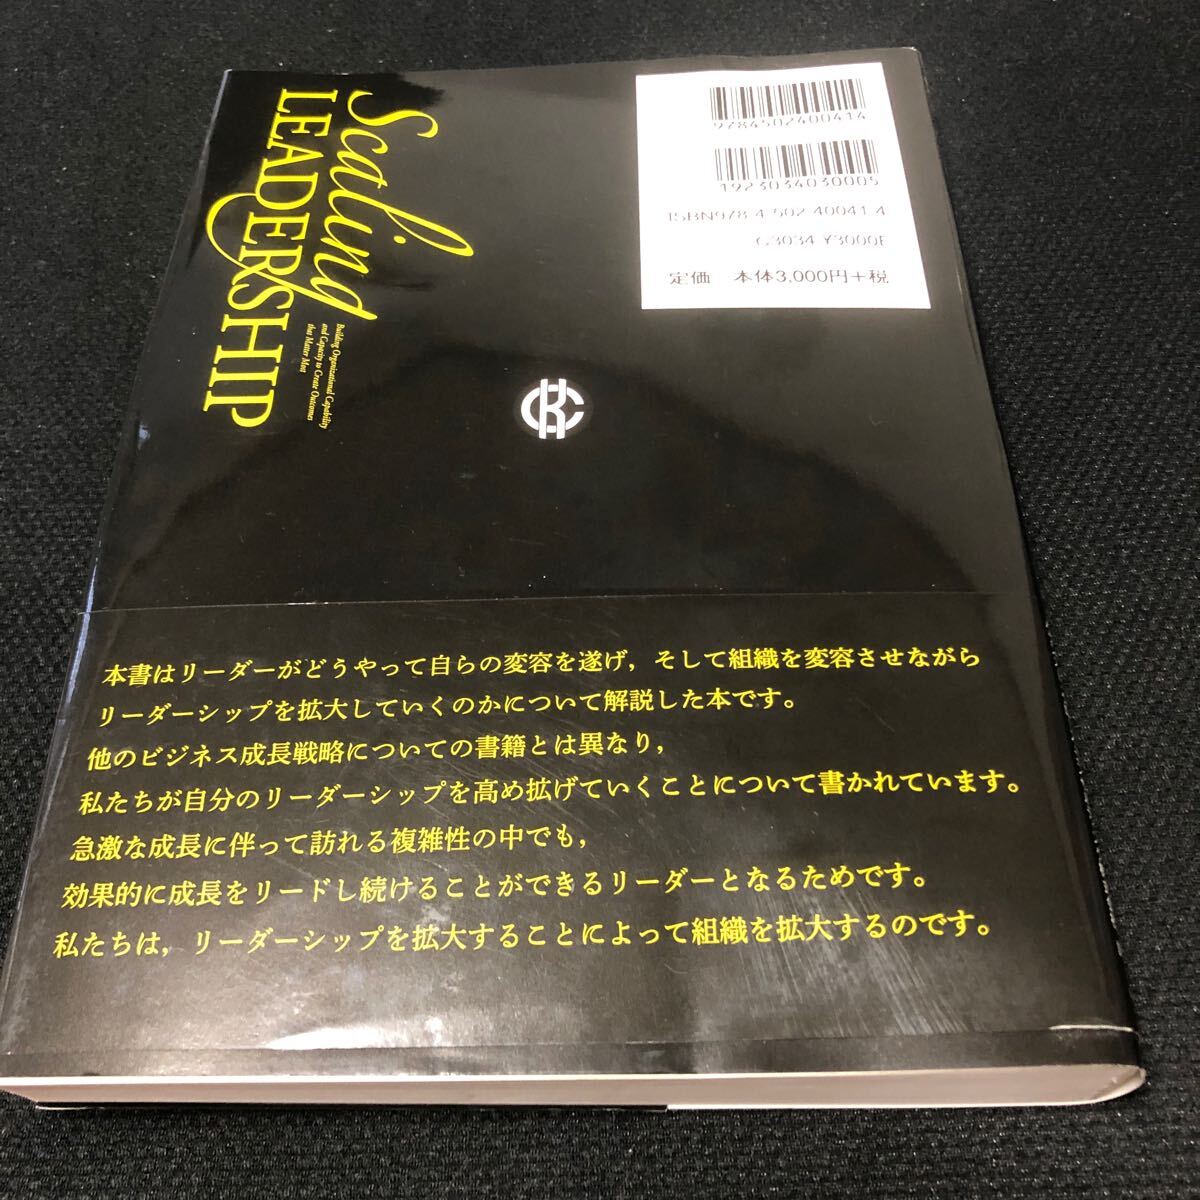 Scaling
LEADERSHIP
Building Organizational Capability
and Capacity to Create Outcomes
that Matter Most
9784502400414
1923034030005
ISBN978-4-502-40041-4
C3034 ¥3000E
定価 本体3,000円+税
本書はリーダーがどうやって自らの変容を遂げ，そして組織を変容させながら
リーダーシップを拡大していくのかについて解説した本です。
他のビジネス成長戦略についての書籍とは異なり，
私たちが自分のリーダーシップを高め拡げていくことについて書かれています。
急激な成長に伴って訪れる複雑性の中でも，
効果的に成長をリードし続けることができるリーダーとなるためです。
私たちは，リーダーシップを拡大することによって組織を拡大するのです。